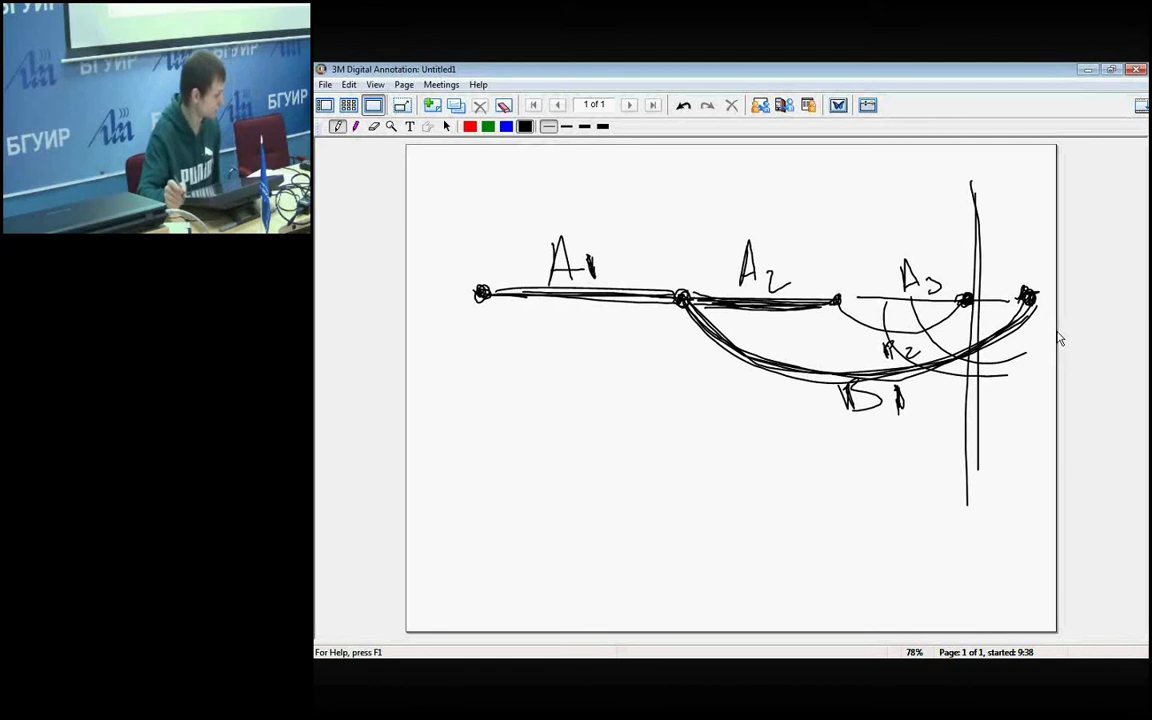 БГУИР
БГУИР
БГУИР
БГУИР
3M Digital Annotation: Untitled1
File Edit View Page Meetings Help
1 of 1
T
A1
A2
A3
B1
For Help, press F1
78%
Page: 1 of 1, started: 9:38